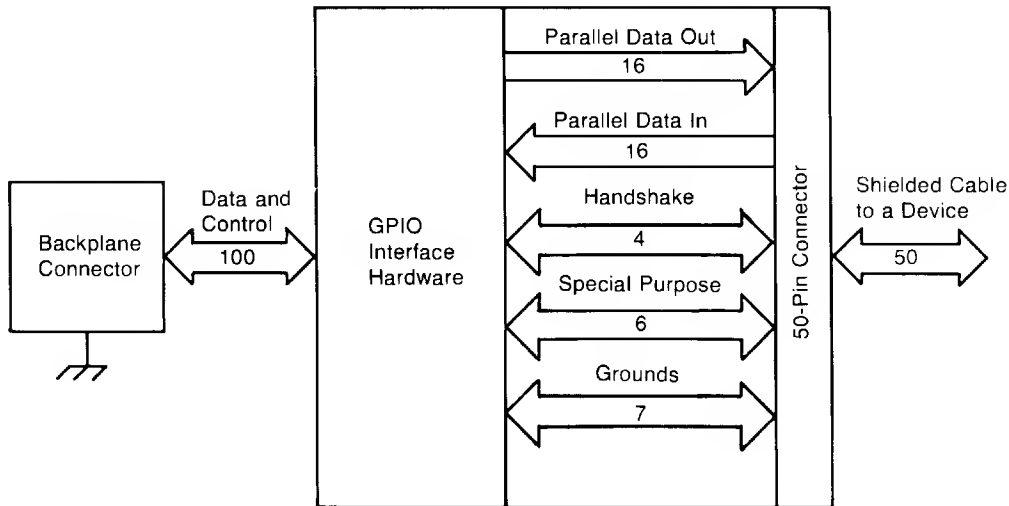 Parallel Data Out
16
Parallel Data In
16
Handshake
4
Special Purpose
6
Grounds
7
Backplane
Connector
Data and
Control
100
GPIO
Interface
Hardware
50-Pin Connector
Shielded Cable
to a Device
50